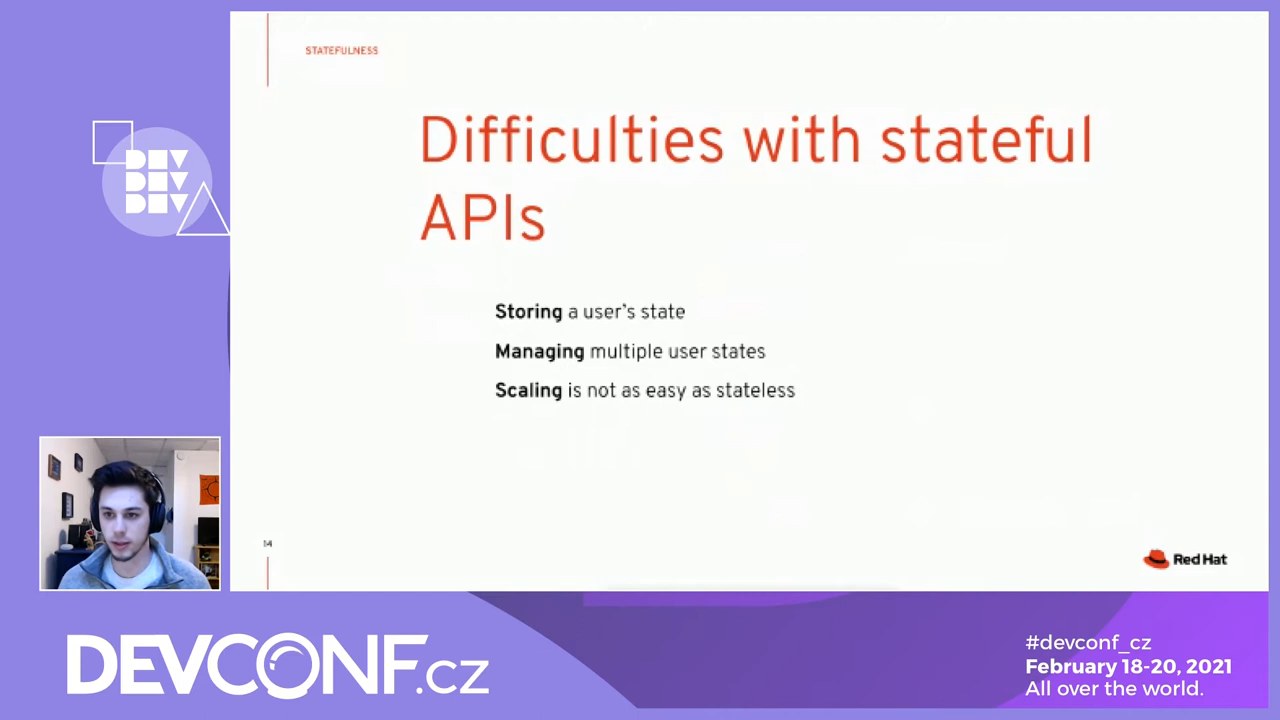 STATEFULNESS
Difficulties with stateful
APIs
Storing a user's state
Managing multiple user states
Scaling is not as easy as stateless
14
Red Hat
DEV
DEV
DEV
DEVCONF.cz
#devconf_cz
February 18-20, 2021
All over the world.